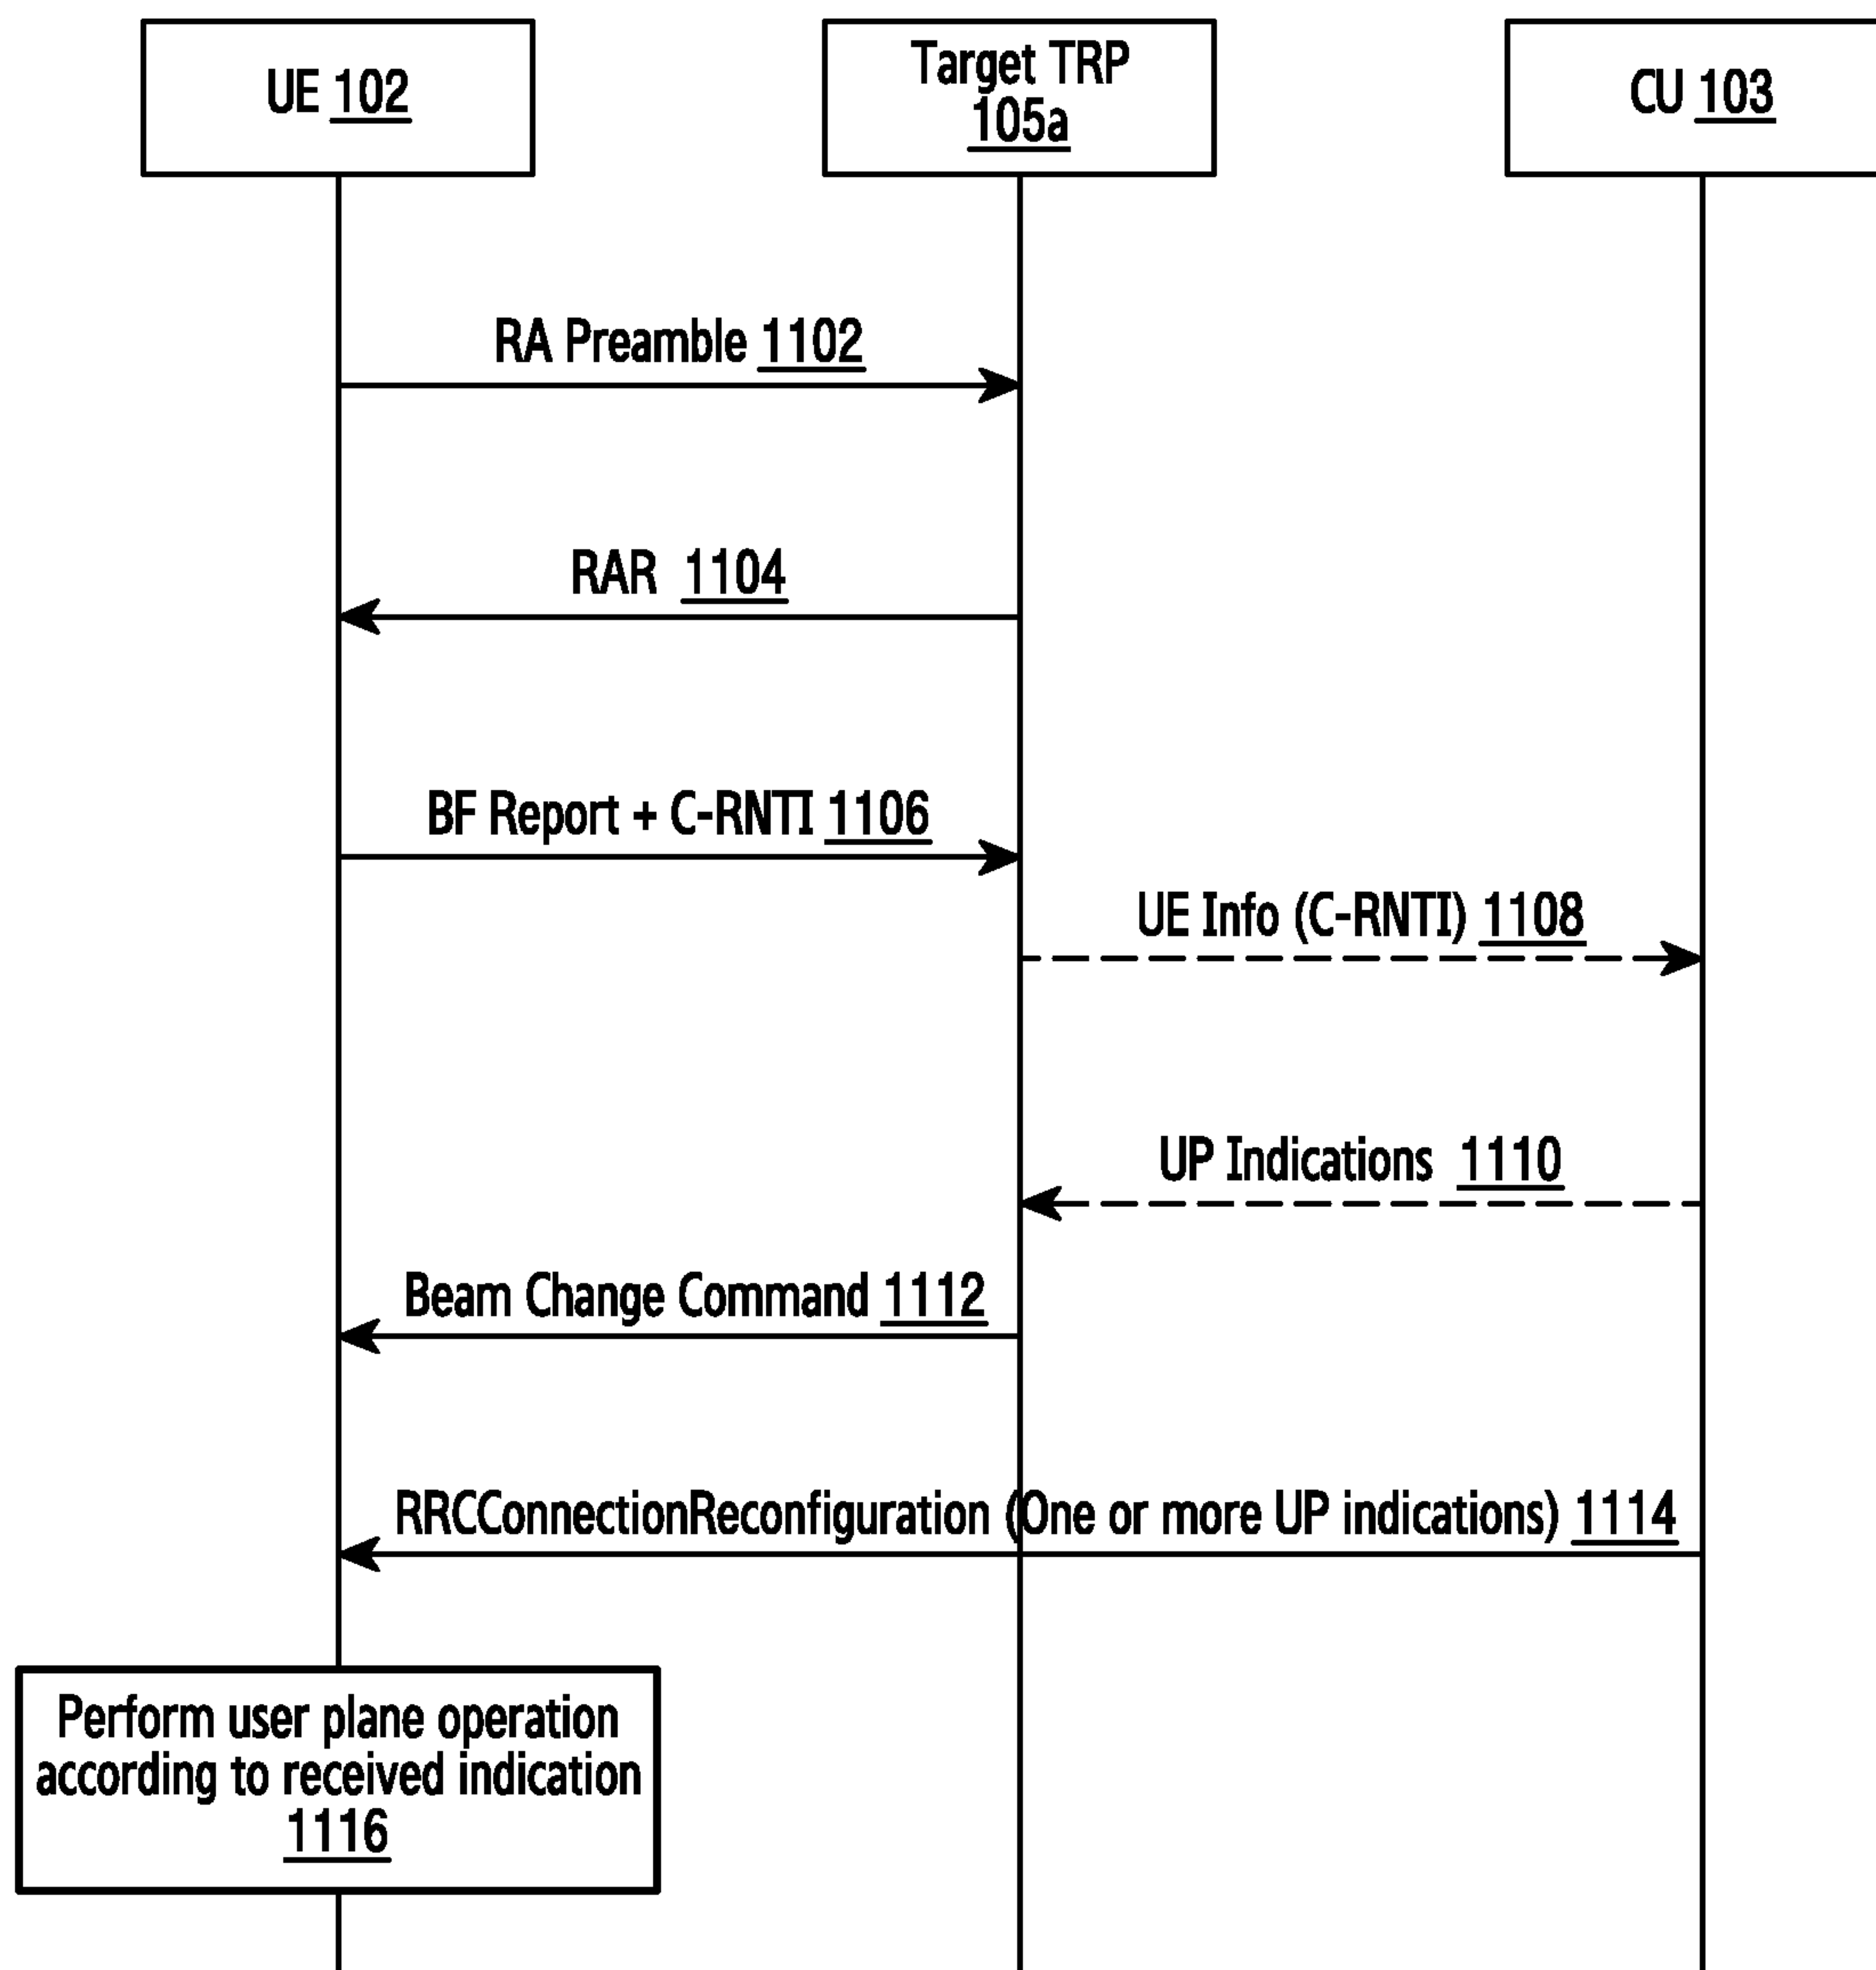 UE 102
Target TRP
105a
CU 103
RA Preamble 1102
RAR 1104
BF Report + C-RNTI 1106
UE Info (C-RNTI) 1108
UP Indications 1110
Beam Change Command 1112
RRCConnectionReconfiguration (One or more UP indications) 1114
Perform user plane operation
according to received indication
1116